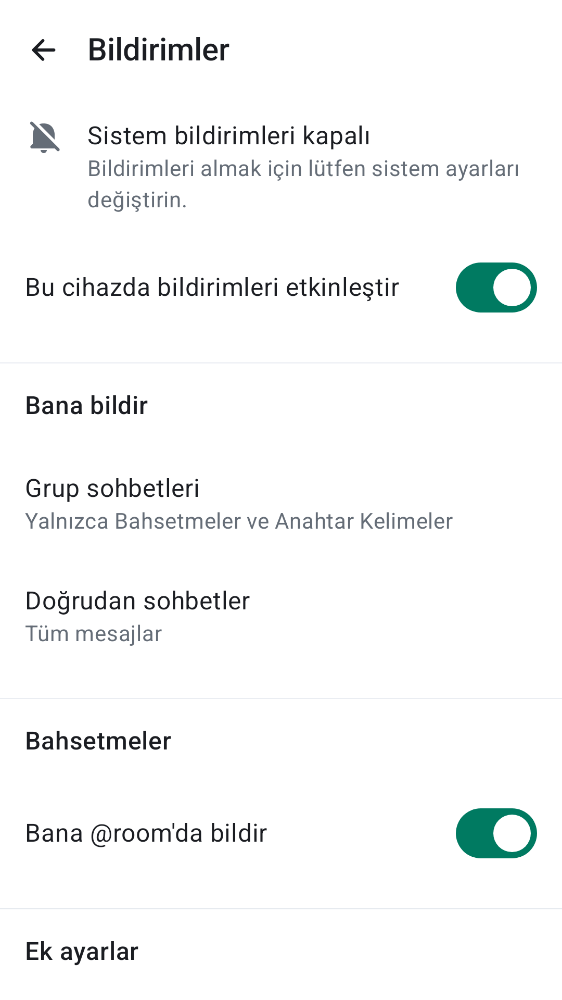 Bildirimler
Sistem bildirimleri kapalı
Bildirimleri almak için lütfen sistem ayarları
değiştirin.
Bu cihazda bildirimleri etkinleştir
Bana bildir
Grup sohbetleri
Yalnızca Bahsetmeler ve Anahtar Kelimeler
Doğrudan sohbetler
Tüm mesajlar
Bahsetmeler
Bana @room'da bildir
Ek ayarlar